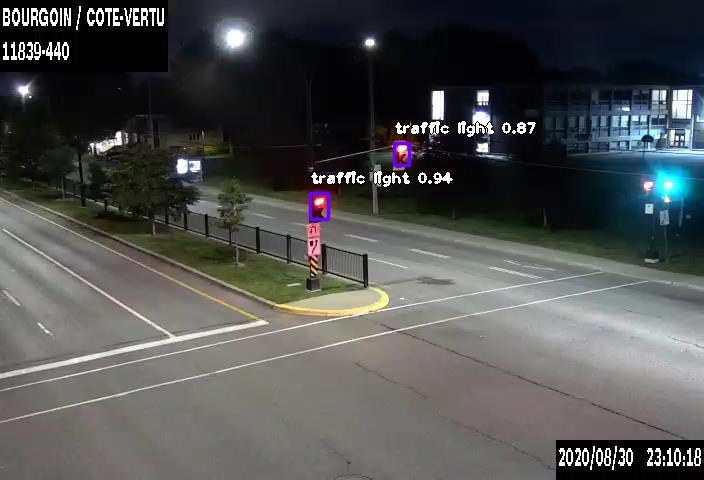 BOURGOIN / COTE-VERTU
11839-440
traffic light 0.87
traffic light 0.94
2020/08/30 23:10:18